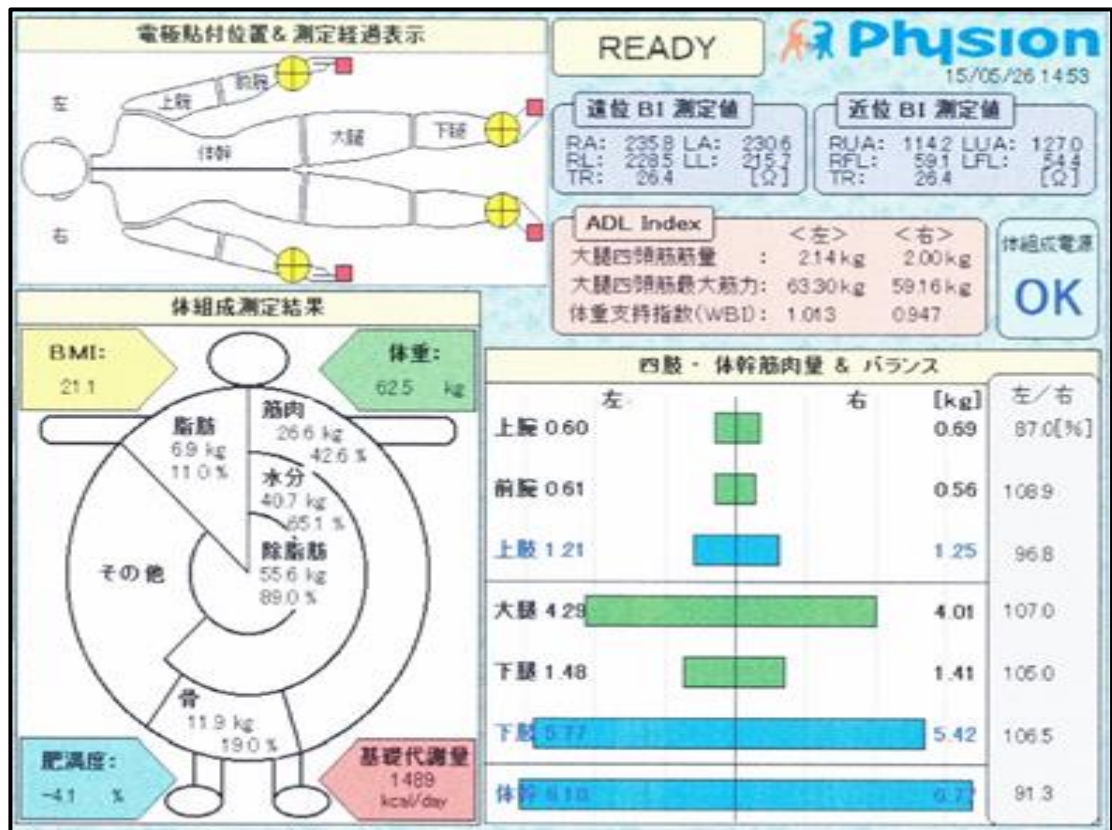 電極貼付位置&測定経過表示
左
上腕
前腕
体幹
大腿
下腿
右
READY
Physion
15/05/26 14:53
遠位 BI 測定値
RA: 235.8 LA: 230.6
RL: 228.5 LL: 215.7
TR: 26.4 [Ω]
近位 BI 測定値
RUA: 114.2 LUA: 127.0
RFL: 59.1 LFL: 54.4
TR: 26.4 [Ω]
ADL Index
<左> <右>
大腿四頭筋筋量 : 2.14kg 2.00kg
大腿四頭筋最大筋力: 63.30kg 59.16kg
体重支持指数(WBI): 1.013 0.947
体組成電源
OK
体組成測定結果
BMI:
21.1
体重:
62.5 kg
脂肪
6.9 kg
11.0 %
筋肉
26.6 kg
42.6 %
水分
40.7 kg
65.1 %
除脂肪
55.6 kg
89.0 %
その他
骨
11.9 kg
19.0 %
肥満度:
-4.1 %
基礎代謝量
1489
kcal/day
四肢・体幹筋肉量 & バランス
左 右 [kg] 左/右
上腕 0.60 0.69 87.0[%]
前腕 0.61 0.56 108.9
上肢 1.21 1.25 96.8
大腿 4.29 4.01 107.0
下腿 1.48 1.41 105.0
下肢 5.77 5.42 106.5
体幹 91.3